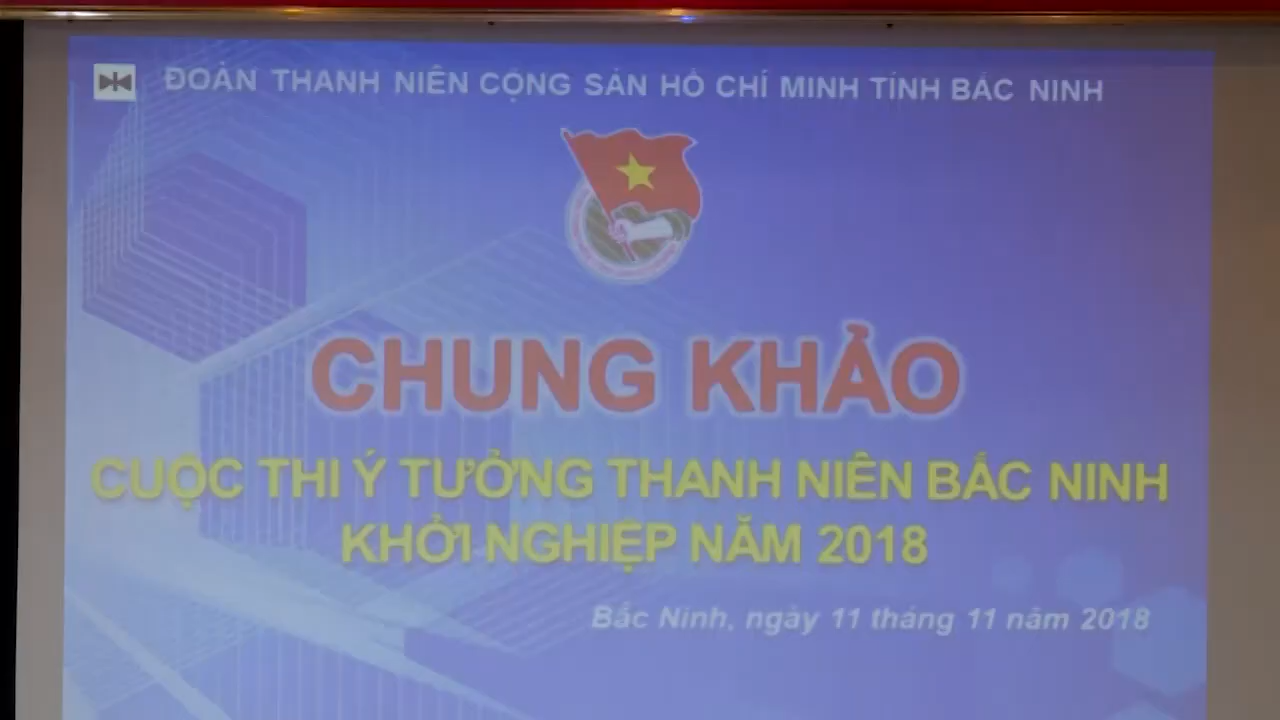 ĐOÀN THANH NIÊN CỘNG SẢN HỒ CHÍ MINH TỈNH BẮC NINH
CHUNG KHẢO
CUỘC THI Ý TƯỞNG THANH NIÊN BẮC NINH
KHỞI NGHIỆP NĂM 2018
Bắc Ninh, ngày 11 tháng 11 năm 2018